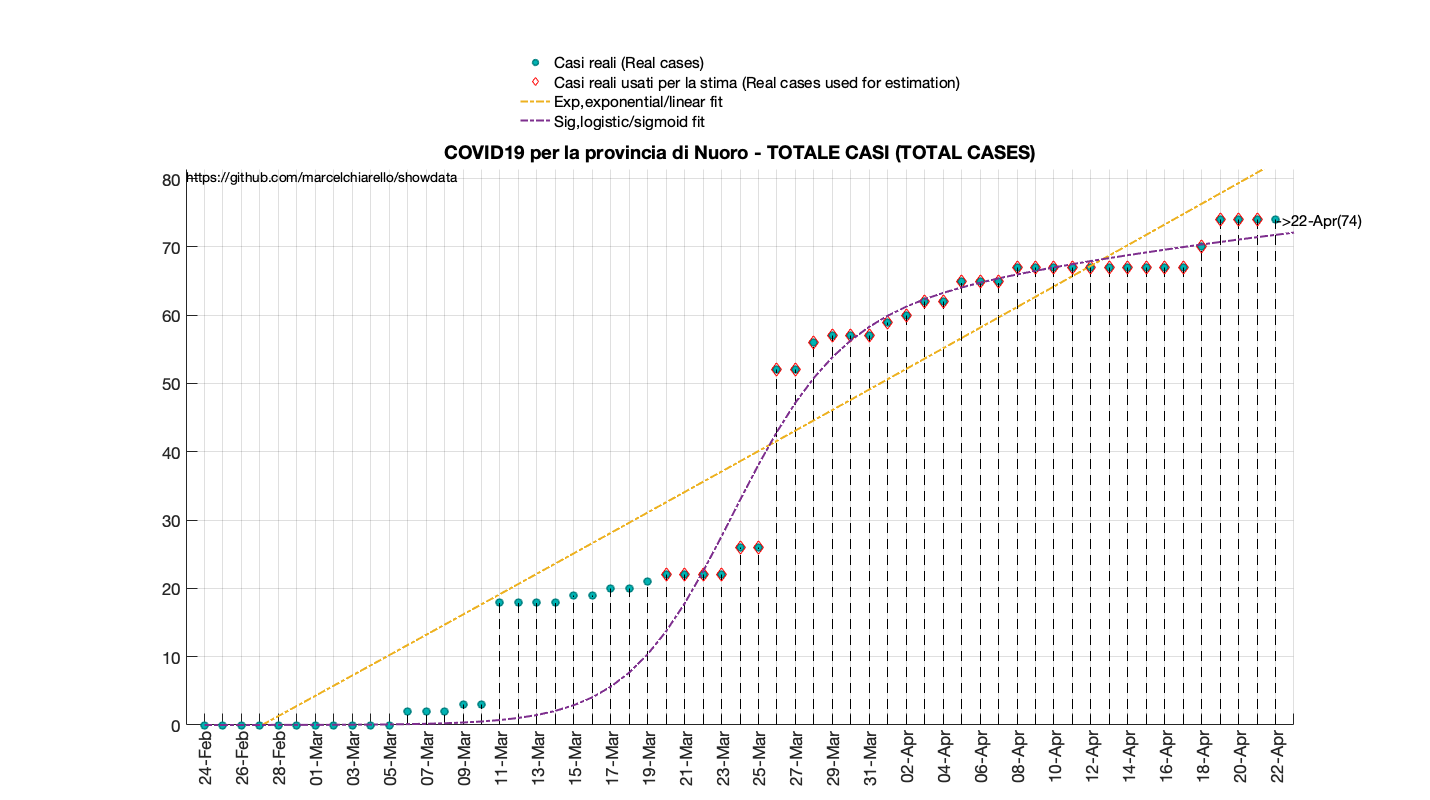 Casi reali (Real cases)
Casi reali usati per la stima (Real cases used for estimation)
Exp,exponential/linear fit
Sig,logistic/sigmoid fit
COVID19 per la provincia di Nuoro - TOTALE CASI (TOTAL CASES)
https://github.com/marcelchiarello/showdata
80
70
60
50
40
30
20
10
0
->22-Apr(74)
24-Feb
26-Feb
28-Feb
01-Mar
03-Mar
05-Mar
07-Mar
09-Mar
11-Mar
13-Mar
15-Mar
17-Mar
19-Mar
21-Mar
23-Mar
25-Mar
27-Mar
29-Mar
31-Mar
02-Apr
04-Apr
06-Apr
08-Apr
10-Apr
12-Apr
14-Apr
16-Apr
18-Apr
20-Apr
22-Apr